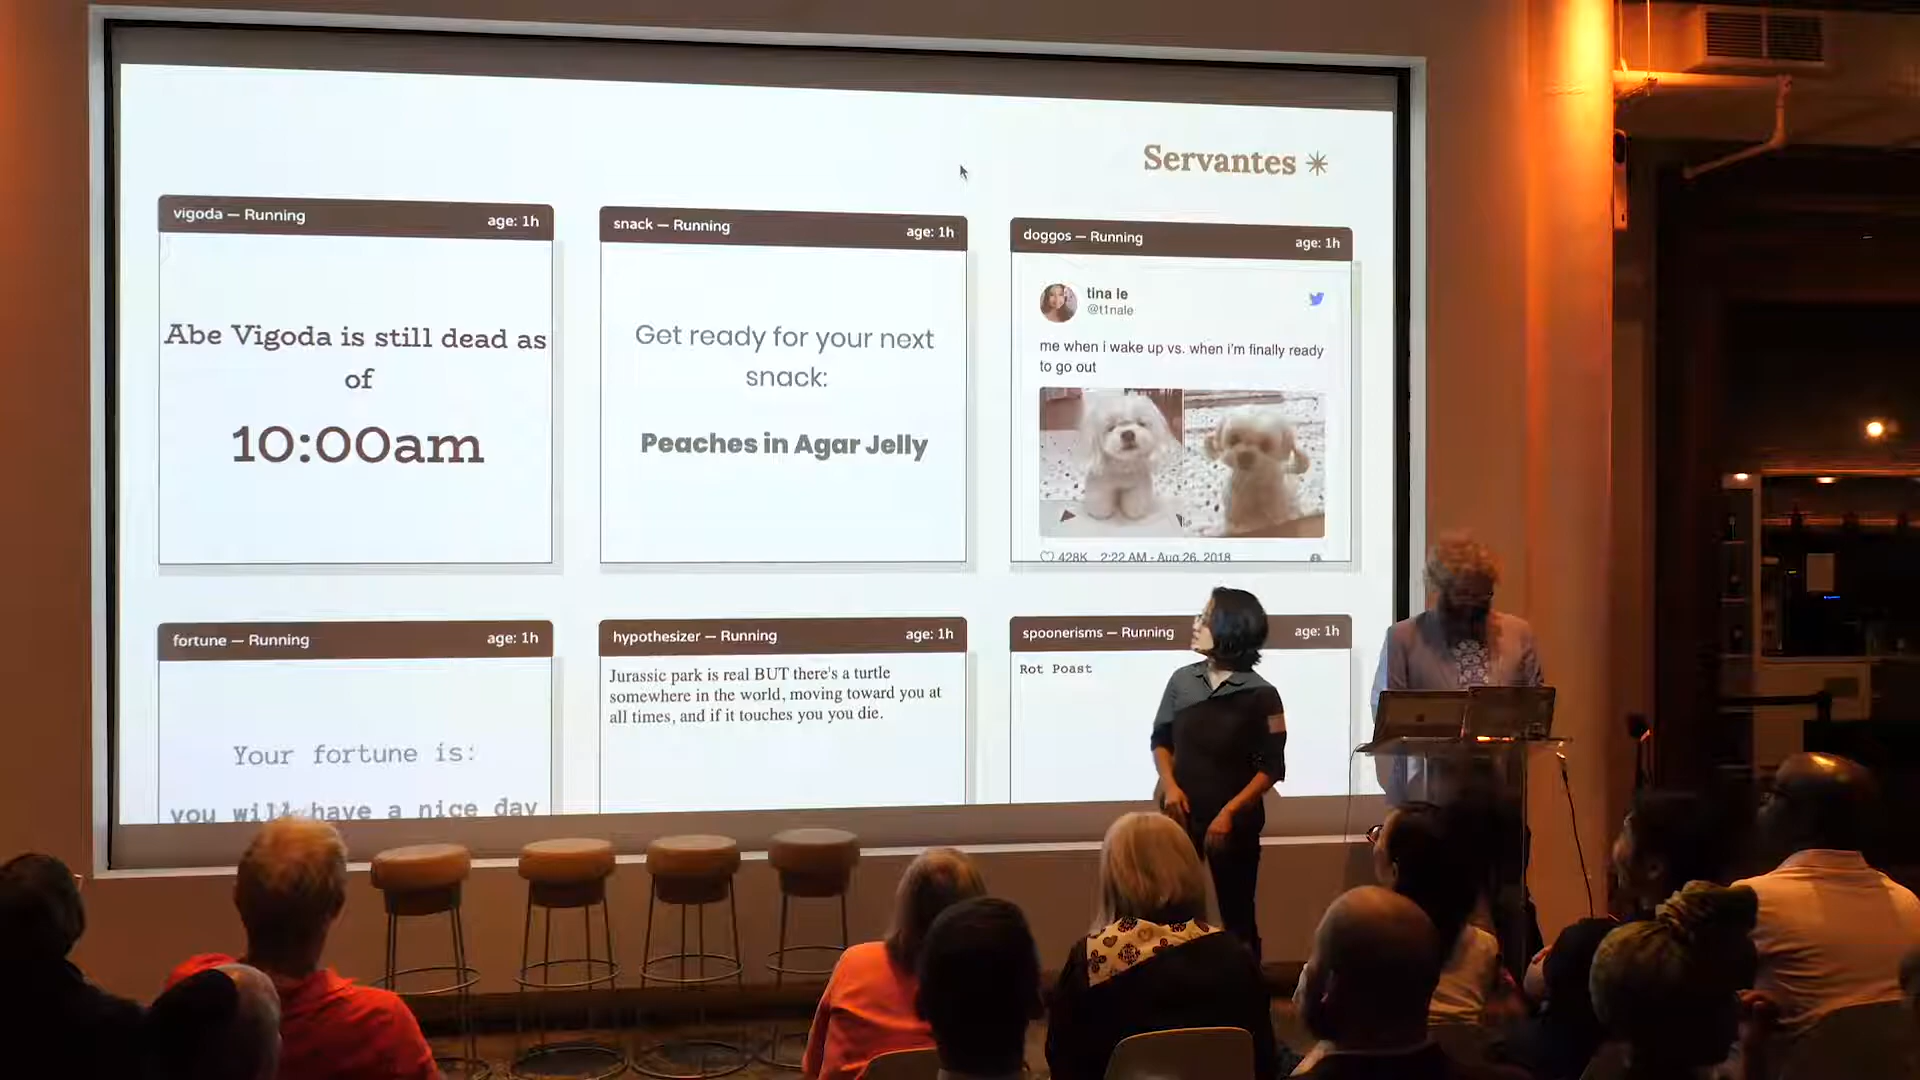 Servantes
vigoda — Running age: 1h
Abe Vigoda is still dead as
of
10:00am
snack — Running age: 1h
Get ready for your next
snack:
Peaches in Agar Jelly
doggos — Running age: 1h
tina le
@t1nale
me when i wake up vs. when i'm finally ready
to go out
428K 2:22 AM - Aug 26, 2018
fortune — Running age: 1h
Your fortune is:
you will have a nice day
hypothesizer — Running age: 1h
Jurassic park is real BUT there's a turtle
somewhere in the world, moving toward you at
all times, and if it touches you you die.
spoonerisms — Running age: 1h
Rot Poast